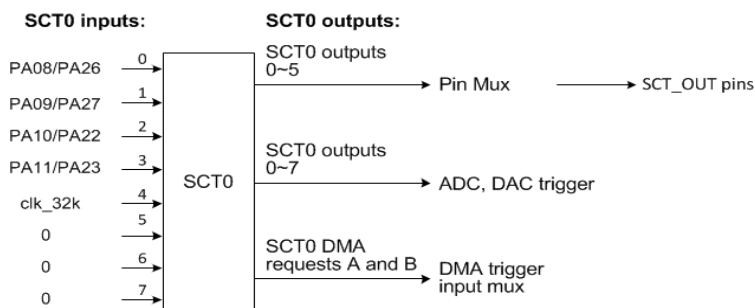 SCT0 inputs:
SCT0 outputs:
PA08/PA26
0
PA09/PA27
1
PA10/PA22
2
PA11/PA23
3
clk_32k
4
0
5
0
6
0
7
SCT0
SCT0 outputs
0~5
Pin Mux
SCT_OUT pins
SCT0 outputs
0~7
ADC, DAC trigger
SCT0 DMA
requests A and B
DMA trigger
input mux